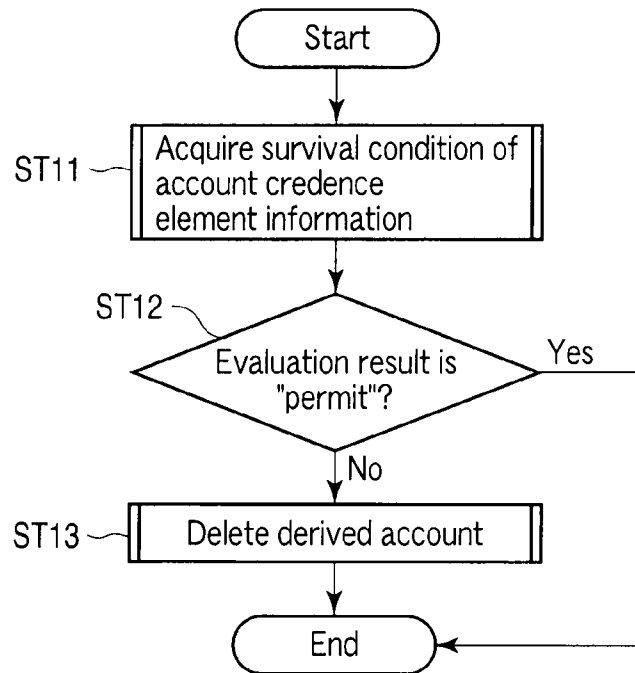 Start
ST11
Acquire survival condition of
account credence
element information
ST12
Evaluation result is
"permit"?
Yes
No
ST13
Delete derived account
End